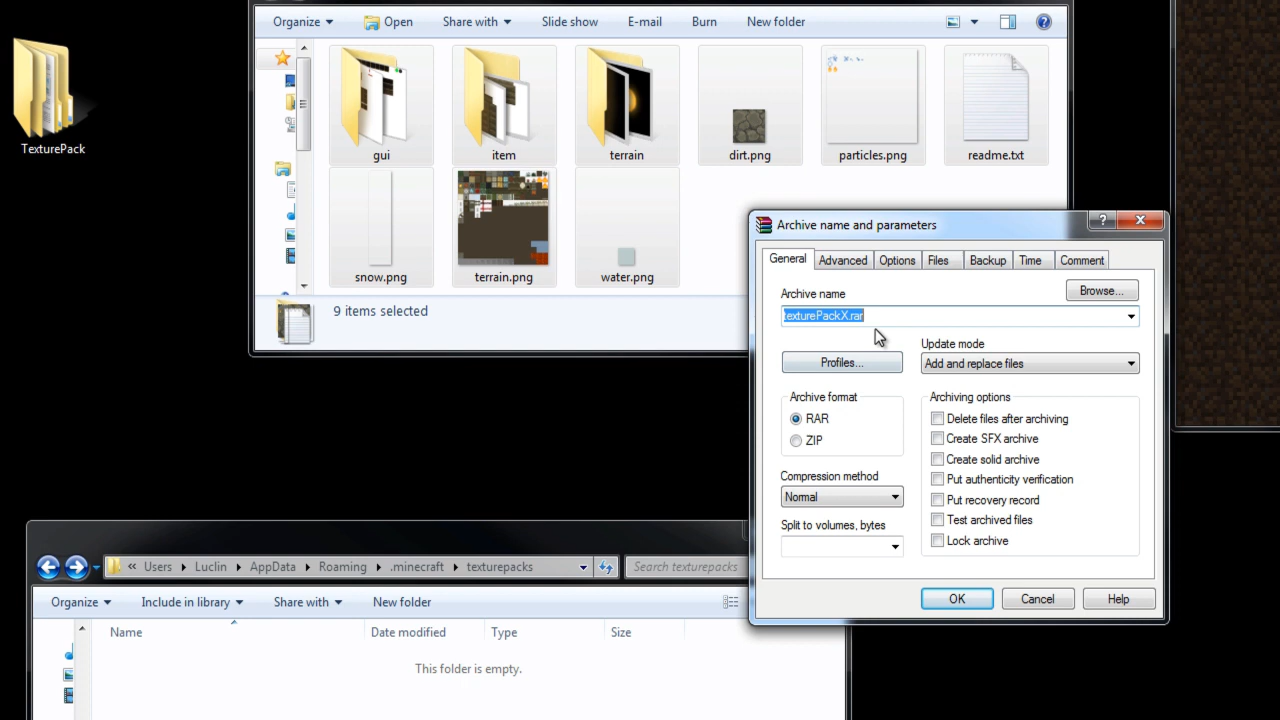 Organize
Open
Share with
Slide show
E-mail
Burn
New folder
TexturePack
gui
item
terrain
dirt.png
particles.png
readme.txt
snow.png
terrain.png
water.png
9 items selected
Archive name and parameters
General
Advanced
Options
Files
Backup
Time
Comment
Archive name
Browse...
texturePackX.rar
Profiles...
Update mode
Add and replace files
Archive format
RAR
ZIP
Compression method
Normal
Split to volumes, bytes
Archiving options
Delete files after archiving
Create SFX archive
Create solid archive
Put authenticity verification
Put recovery record
Test archived files
Lock archive
OK
Cancel
Help
« Users Luclin AppData Roaming .minecraft texturepacks
Search texturepacks
Organize
Include in library
Share with
New folder
Name
Date modified
Type
Size
This folder is empty.